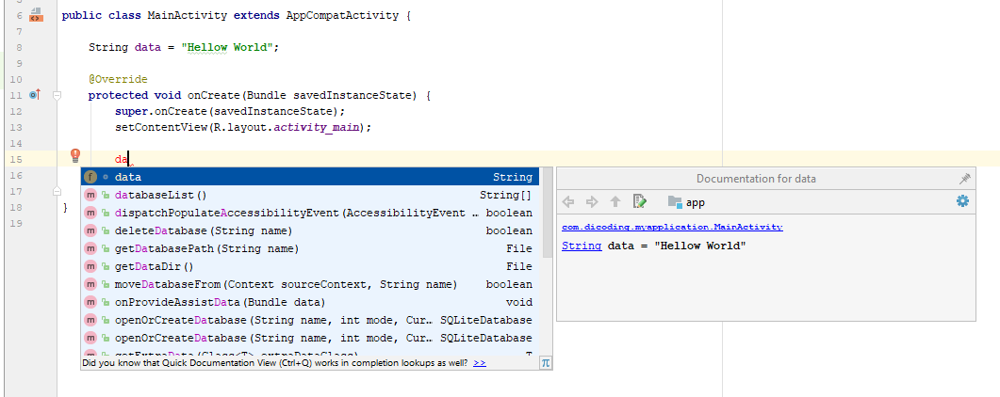 6 public class MainActivity extends AppCompatActivity {
7
8 String data = "Hellow World";
9
10 @Override
11 protected void onCreate(Bundle savedInstanceState) {
12 super.onCreate(savedInstanceState);
13 setContentView(R.layout.activity_main);
14
15 da
16
17
18 }
19
f data String
m databaseList() String[]
m dispatchPopulateAccessibilityEvent(AccessibilityEvent … boolean
m deleteDatabase(String name) boolean
m getDatabasePath(String name) File
m getDataDir() File
m moveDatabaseFrom(Context sourceContext, String name) boolean
m onProvideAssistData(Bundle data) void
m openOrCreateDatabase(String name, int mode, Cur… SQLiteDatabase
m openOrCreateDatabase(String name, int mode, Cur… SQLiteDatabase
m getExtraData(Class<T> extraDataClass) T
Did you know that Quick Documentation View (Ctrl+Q) works in completion lookups as well? >> π
Documentation for data
app
com.dicoding.myapplication.MainActivity
String data = "Hellow World"